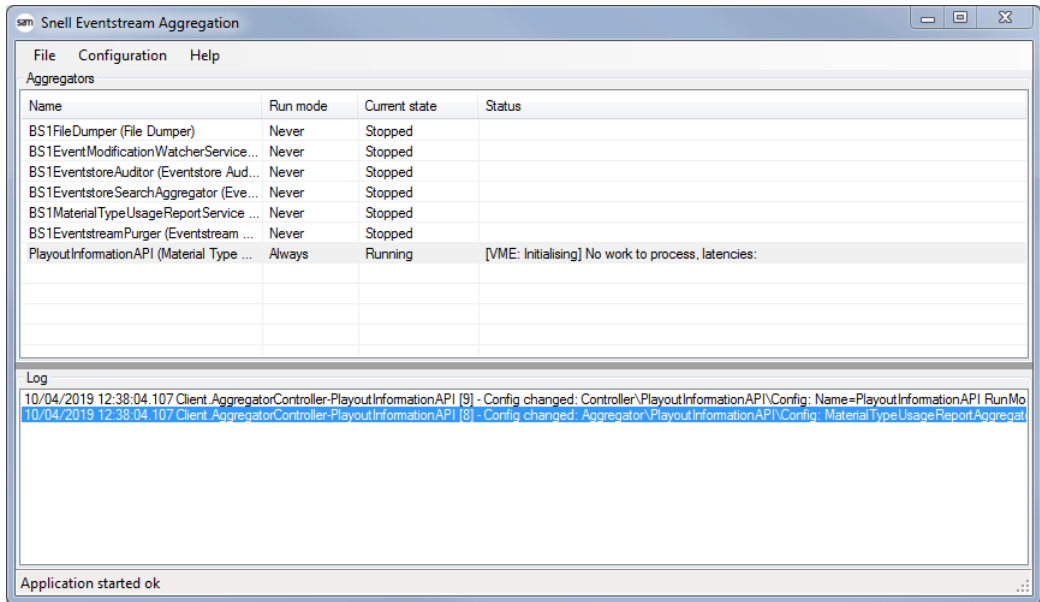 sam Snell Eventstream Aggregation
File Configuration Help
Aggregators
Name Run mode Current state Status
BS1FileDumper (File Dumper) Never Stopped
BS1EventModificationWatcherService... Never Stopped
BS1EventstoreAuditor (Eventstore Aud... Never Stopped
BS1EventstoreSearchAggregator (Eve... Never Stopped
BS1MaterialTypeUsageReportService ... Never Stopped
BS1EventstreamPurger (Eventstream ... Never Stopped
PlayoutInformationAPI (Material Type ... Always Running [VME: Initialising] No work to process, latencies:
Log
10/04/2019 12:38:04.107 Client.AggregatorController-PlayoutInformationAPI [9] - Config changed: Controller\PlayoutInformationAPI\Config: Name=PlayoutInformationAPI RunMo
10/04/2019 12:38:04.107 Client.AggregatorController-PlayoutInformationAPI [8] - Config changed: Aggregator\PlayoutInformationAPI\Config: MaterialTypeUsageReportAggregat
Application started ok